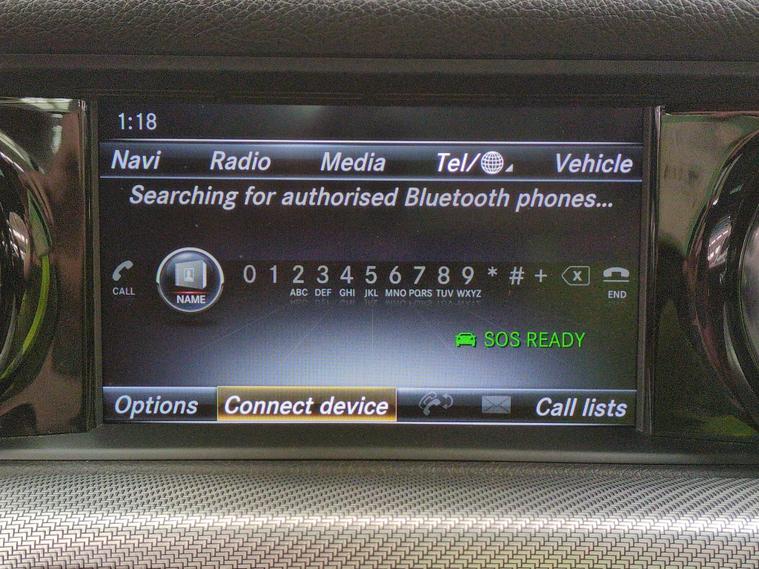 1:18
Navi Radio Media Tel/ Vehicle
Searching for authorised Bluetooth phones...
CALL NAME 0 1 2 3 4 5 6 7 8 9 * # + X END
ABC DEF GHI JKL MNO PQRS TUV WXYZ
SOS READY
Options Connect device Call lists